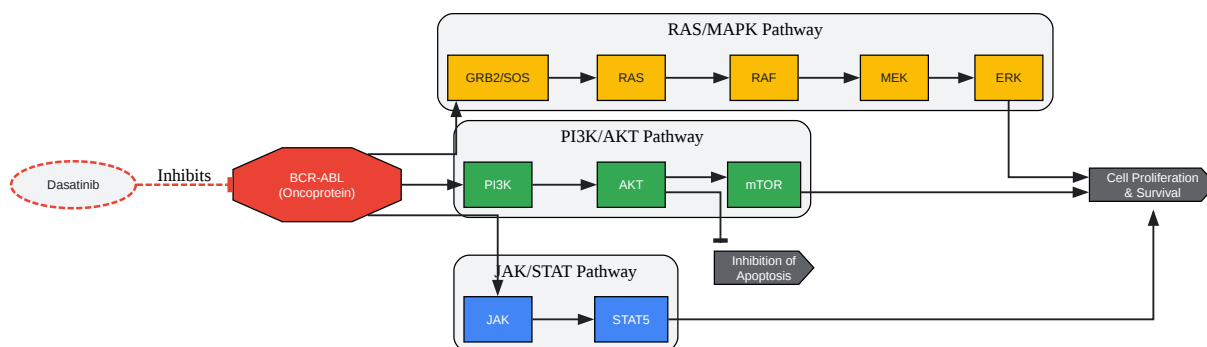 RAS/MAPK Pathway
GRB2/SOS
RAS
RAF
MEK
ERK
PI3K/AKT Pathway
Dasatinib
Inhibits
BCR-ABL
(Oncoprotein)
PI3K
AKT
mTOR
Cell Proliferation
& Survival
Inhibition of
Apoptosis
JAK/STAT Pathway
JAK
STAT5